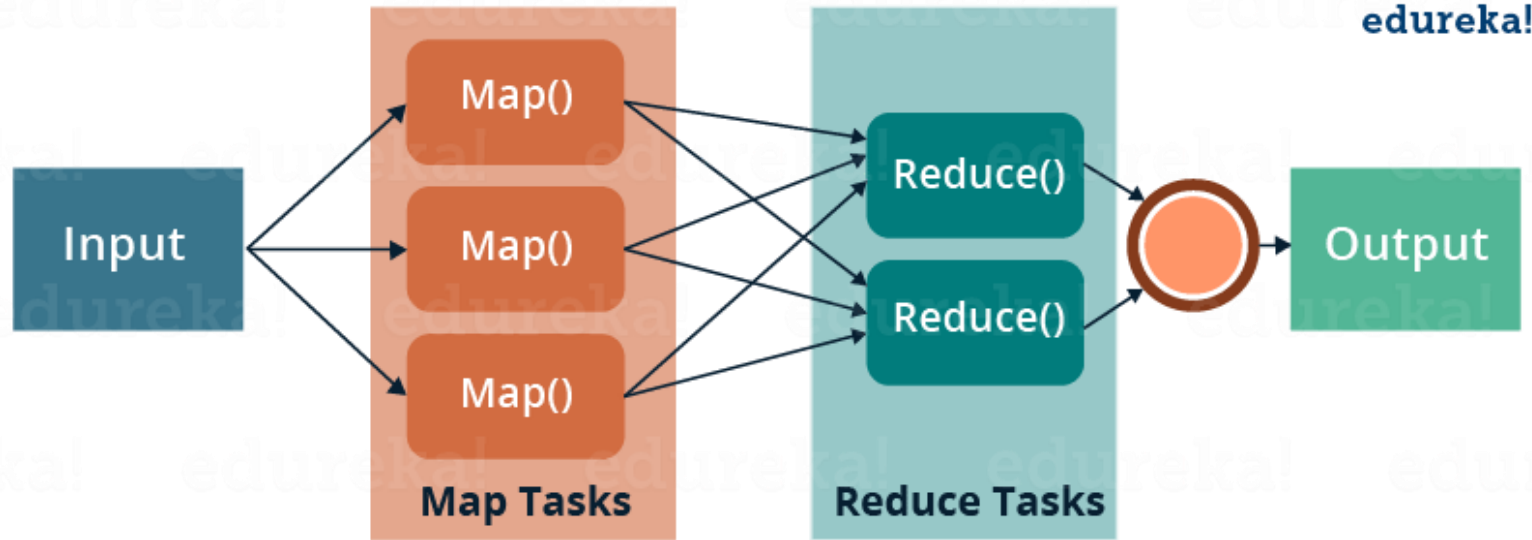 edureka!
Input
Map()
Map()
Map()
Map Tasks
Reduce()
Reduce()
Reduce Tasks
Output